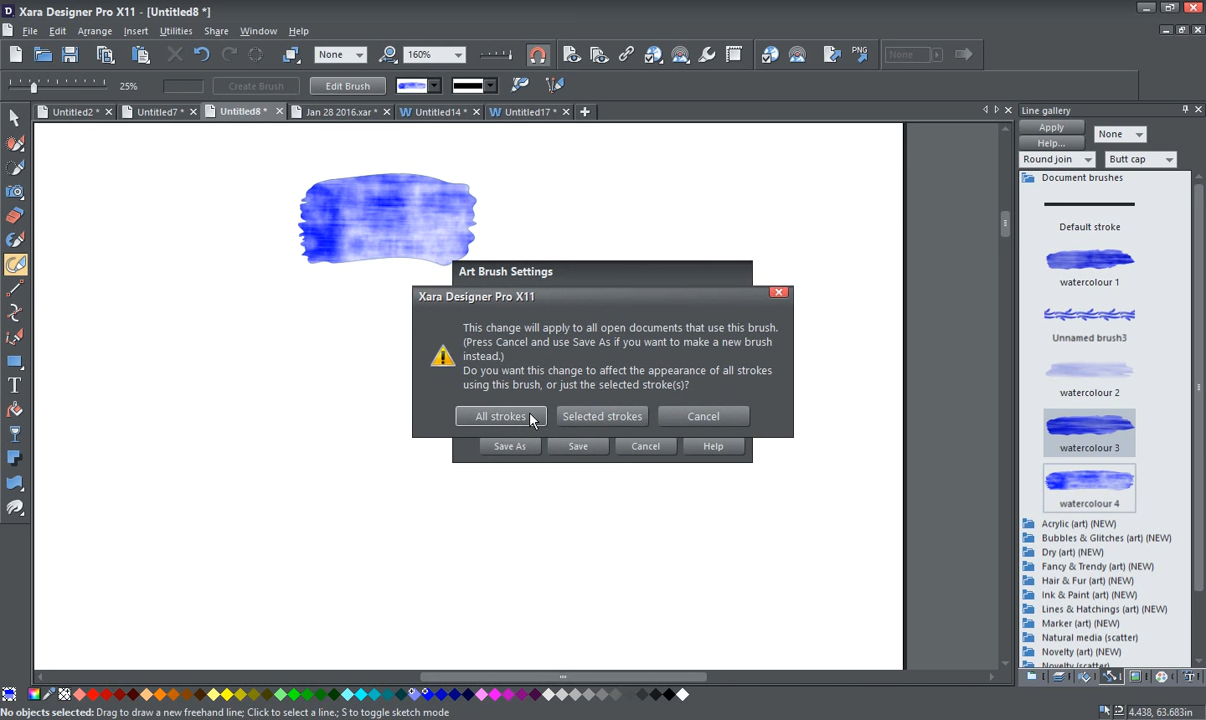 Xara Designer Pro X11 - [Untitled8 *]
File Edit Arrange Insert Utilities Share Window Help
None 160% PNG None
25% Create Brush Edit Brush
Untitled2 * Untitled7 * Untitled8 * Jan 28 2016.xar * Untitled14 * Untitled17 *
Line gallery
Apply
None
Help...
Round join Butt cap
Document brushes
Default stroke
watercolour 1
Unnamed brush3
watercolour 2
watercolour 3
watercolour 4
Acrylic (art) (NEW)
Bubbles & Glitches (art) (NEW)
Dry (art) (NEW)
Fancy & Trendy (art) (NEW)
Hair & Fur (art) (NEW)
Ink & Paint (art) (NEW)
Lines & Hatchings (art) (NEW)
Marker (art) (NEW)
Natural media (scatter)
Novelty (art) (NEW)
Novelty (scatter)
Art Brush Settings
Xara Designer Pro X11
This change will apply to all open documents that use this brush.
(Press Cancel and use Save As if you want to make a new brush
instead.)
Do you want this change to affect the appearance of all strokes
using this brush, or just the selected stroke(s)?
All strokes Selected strokes Cancel
Save As Save Cancel Help
No objects selected: Drag to draw a new freehand line; Click to select a line.; S to toggle sketch mode
4.438, 63.683in